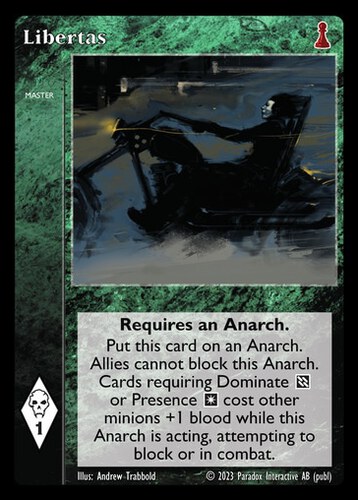 Libertas
MASTER
Requires an Anarch.
Put this card on an Anarch.
Allies cannot block this Anarch.
Cards requiring Dominate
or Presence cost other
minions +1 blood while this
Anarch is acting, attempting to
block or in combat.
1
Illus: Andrew Trabbold © 2023 Paradox Interactive AB (publ)